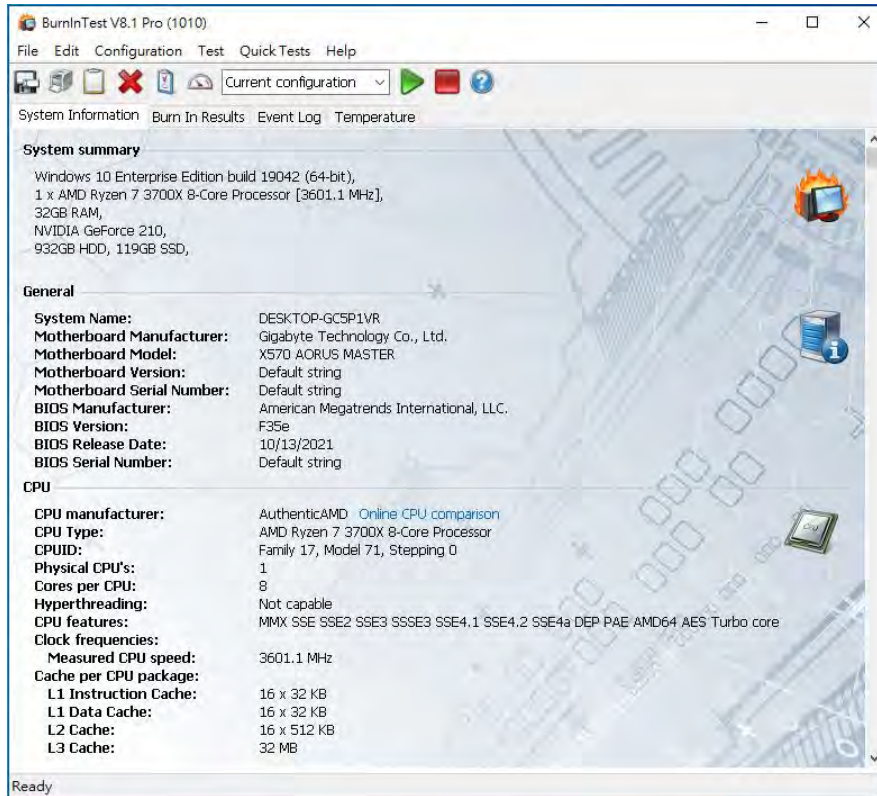 BurnInTest V8.1 Pro (1010)
File Edit Configuration Test Quick Tests Help
Current configuration
System Information Burn In Results Event Log Temperature
System summary
Windows 10 Enterprise Edition build 19042 (64-bit),
1 x AMD Ryzen 7 3700X 8-Core Processor [3601.1 MHz],
32GB RAM,
NVIDIA GeForce 210,
932GB HDD, 119GB SSD,
General
System Name: DESKTOP-GC5P1VR
Motherboard Manufacturer: Gigabyte Technology Co., Ltd.
Motherboard Model: X570 AORUS MASTER
Motherboard Version: Default string
Motherboard Serial Number: Default string
BIOS Manufacturer: American Megatrends International, LLC.
BIOS Version: F35e
BIOS Release Date: 10/13/2021
BIOS Serial Number: Default string
CPU
CPU manufacturer: AuthenticAMD Online CPU comparison
CPU Type: AMD Ryzen 7 3700X 8-Core Processor
CPUID: Family 17, Model 71, Stepping 0
Physical CPU's: 1
Cores per CPU: 8
Hyperthreading: Not capable
CPU features: MMX SSE SSE2 SSE3 SSSE3 SSE4.1 SSE4.2 SSE4a DEP PAE AMD64 AES Turbo core
Clock frequencies:
Measured CPU speed: 3601.1 MHz
Cache per CPU package:
L1 Instruction Cache: 16 x 32 KB
L1 Data Cache: 16 x 32 KB
L2 Cache: 16 x 512 KB
L3 Cache: 32 MB
Ready